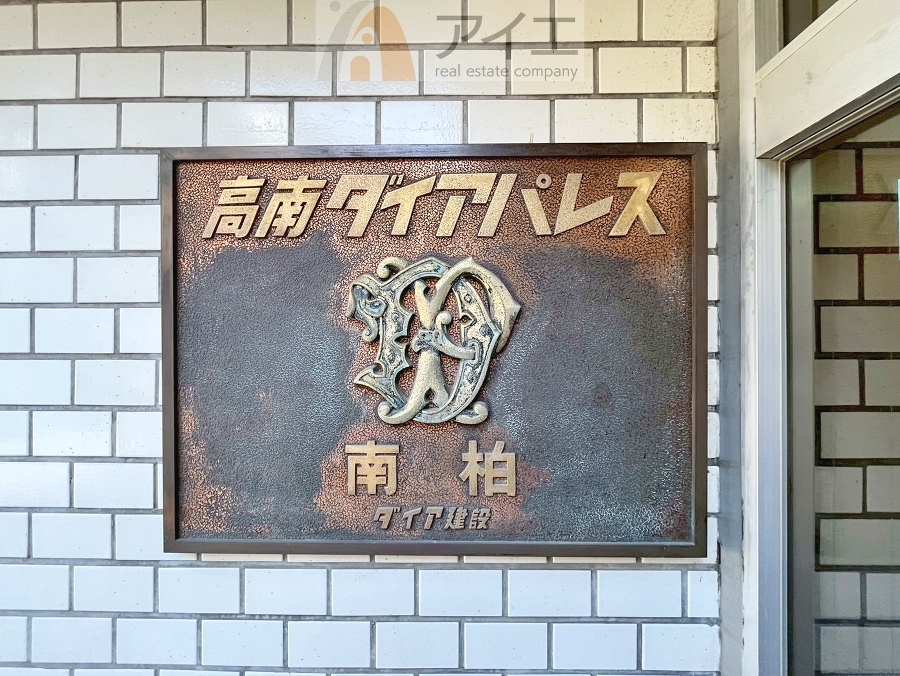 アイエ
real estate company
高南ダイアパレス
DP
南 柏
ダイア建設